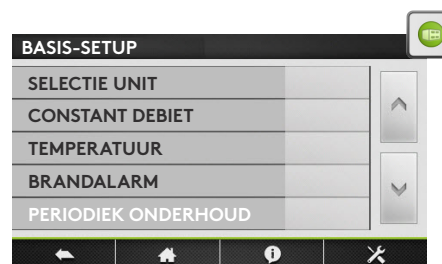 BASIS-SETUP
SELECTIE UNIT
CONSTANT DEBIET
TEMPERATUUR
BRANDALARM
PERIODIEK ONDERHOUD